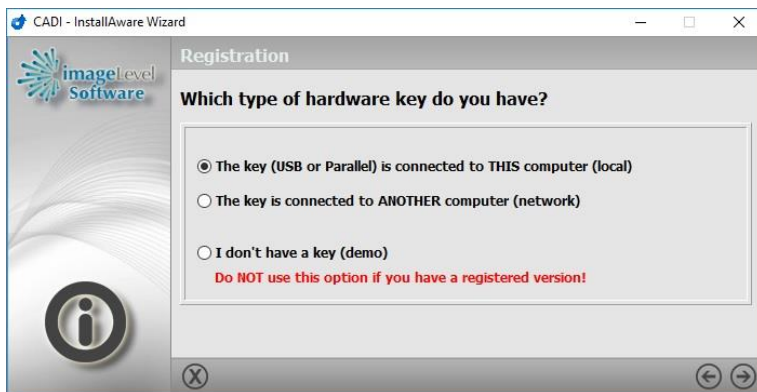 CADI - InstallAware Wizard
imageLevel
Software
Registration
Which type of hardware key do you have?
The key (USB or Parallel) is connected to THIS computer (local)
The key is connected to ANOTHER computer (network)
I don't have a key (demo)
Do NOT use this option if you have a registered version!